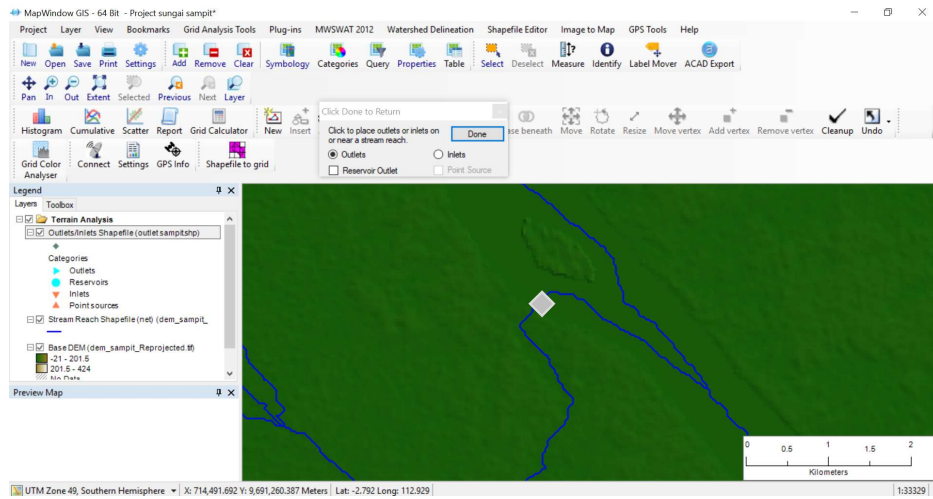 MapWindow GIS - 64 Bit - Project sungai sampit*
Project Layer View Bookmarks Grid Analysis Tools Plug-ins MWSWAT 2012 Watershed Delineation Shapefile Editor Image to Map GPS Tools Help
New Open Save Print Settings Add Remove Clear Symbology Categories Query Properties Table Select Deselect Measure Identify Label Mover ACAD Export
Pan In Out Extent Selected Previous Next Layer
Click Done to Return
Histogram Cumulative Scatter Report Grid Calculator New Insert se beneath Move Rotate Resize Move vertex Add vertex Remove vertex Cleanup Undo
Click to place outlets or inlets on
or near a stream reach.
Done
Outlets Inlets
Reservoir Outlet Point Source
Grid Color
Analyser
Connect Settings GPS Info Shapefile to grid
Legend
Layers Toolbox
Terrain Analysis
Outlets/Inlets Shapefile (outlet sampit.shp)
Categories
Outlets
Reservoirs
Inlets
Point sources
Stream Reach Shapefile (net) (dem_sampit_
Base DEM (dem_sampit_Reprojected.tif)
-21 - 201.5
201.5 - 424
No Data
Preview Map
0 0.5 1 1.5 2
Kilometers
UTM Zone 49, Southern Hemisphere X: 714,491.692 Y: 9,691,260.387 Meters Lat: -2.792 Long: 112.929 1:33329